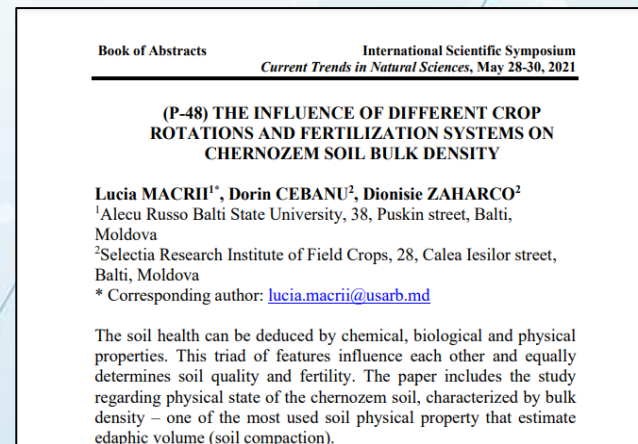 Book of Abstracts International Scientific Symposium
Current Trends in Natural Sciences, May 28-30, 2021
(P-48) THE INFLUENCE OF DIFFERENT CROP
ROTATIONS AND FERTILIZATION SYSTEMS ON
CHERNOZEM SOIL BULK DENSITY
Lucia MACRII¹*, Dorin CEBANU², Dionisie ZAHARCO²
¹Alecu Russo Balti State University, 38, Puskin street, Balti,
Moldova
²Selectia Research Institute of Field Crops, 28, Calea Iesilor street,
Balti, Moldova
* Corresponding author: lucia.macrii@usarb.md
The soil health can be deduced by chemical, biological and physical
properties. This triad of features influence each other and equally
determines soil quality and fertility. The paper includes the study
regarding physical state of the chernozem soil, characterized by bulk
density – one of the most used soil physical property that estimate
edaphic volume (soil compaction).